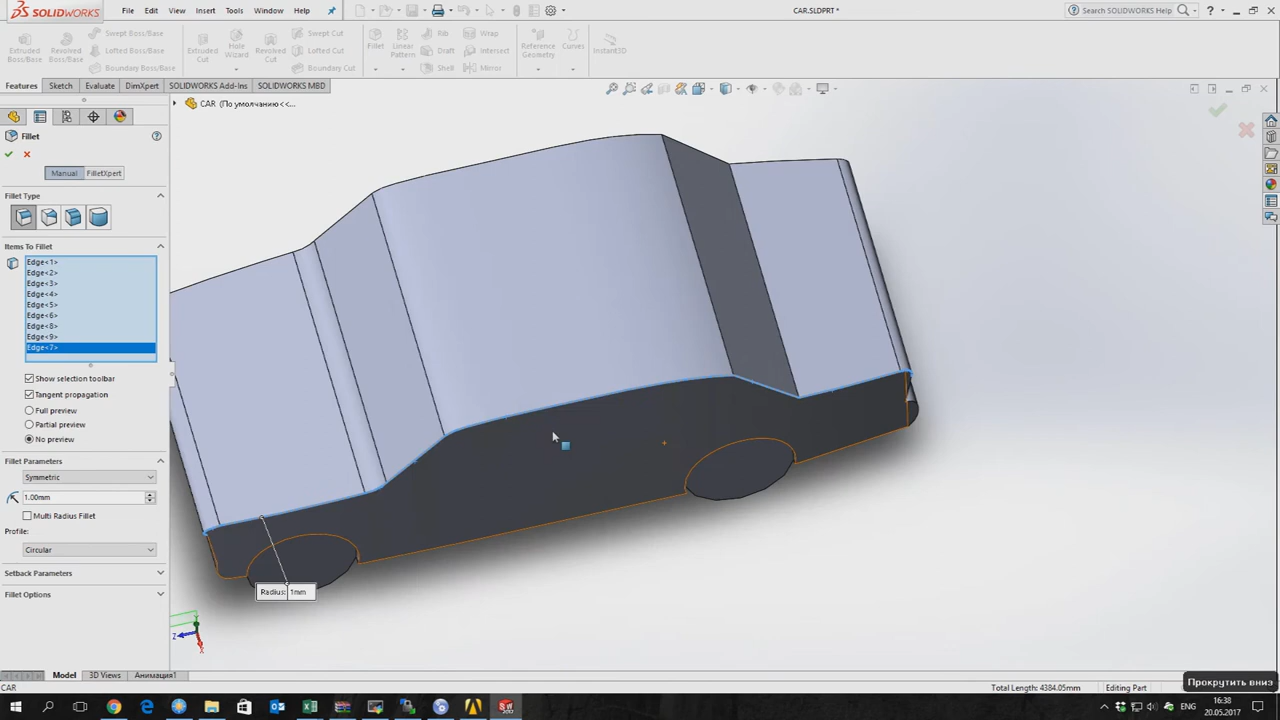 SOLIDWORKS
File Edit View Insert Tools Window Help
CAR.SLDPRT *
Search SOLIDWORKS Help
Extruded Boss/Base
Revolved Boss/Base
Swept Boss/Base
Lofted Boss/Base
Boundary Boss/Base
Extruded Cut
Hole Wizard
Revolved Cut
Swept Cut
Lofted Cut
Boundary Cut
Fillet
Linear Pattern
Rib
Draft
Shell
Wrap
Intersect
Mirror
Reference Geometry
Curves
Instant3D
Features Sketch Evaluate DimXpert SOLIDWORKS Add-Ins SOLIDWORKS MBD
CAR (По умолчанию<<...
Fillet
Manual FilletXpert
Fillet Type
Items To Fillet
Edge<1>
Edge<2>
Edge<3>
Edge<4>
Edge<5>
Edge<6>
Edge<8>
Edge<9>
Edge<7>
Show selection toolbar
Tangent propagation
Full preview
Partial preview
No preview
Fillet Parameters
Symmetric
1.00mm
Multi Radius Fillet
Profile:
Circular
Setback Parameters
Fillet Options
Radius: 1mm
Z
Model 3D Views Анимация1
CAR
Total Length: 4384.05mm Editing Part
Прокрутить вниз
ENG
16:38
20.05.2017